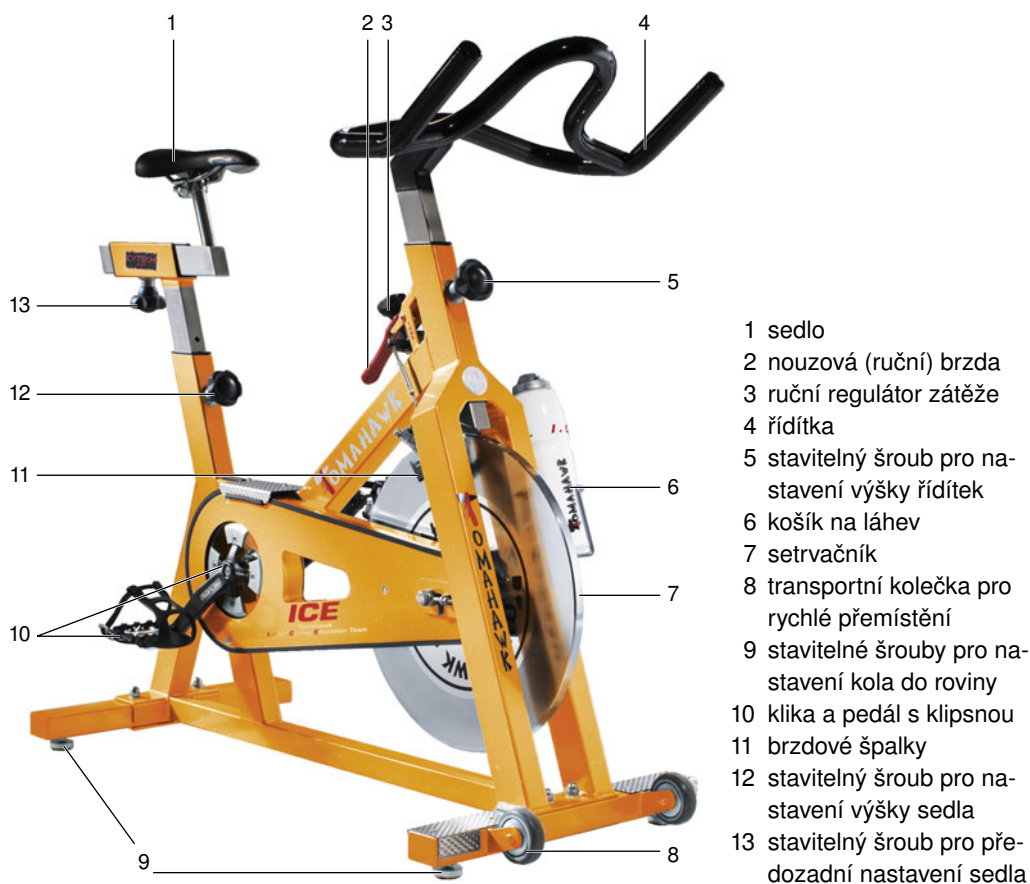 1
2 3
4
CYTECH
5
13
12
TOMAHAWK
11
6
TOMAHAWK
TOMAHAWK
7
ICE
10
9
8
1 sedlo
2 nouzová (ruční) brzda
3 ruční regulátor zátěže
4 řídítka
5 stavitelný šroub pro na-
stavení výšky řídítek
6 košík na láhev
7 setrvačník
8 transportní kolečka pro
rychlé přemístění
9 stavitelné šrouby pro na-
stavení kola do roviny
10 klika a pedál s klipsnou
11 brzdové špalky
12 stavitelný šroub pro na-
stavení výšky sedla
13 stavitelný šroub pro pře-
dozadní nastavení sedla